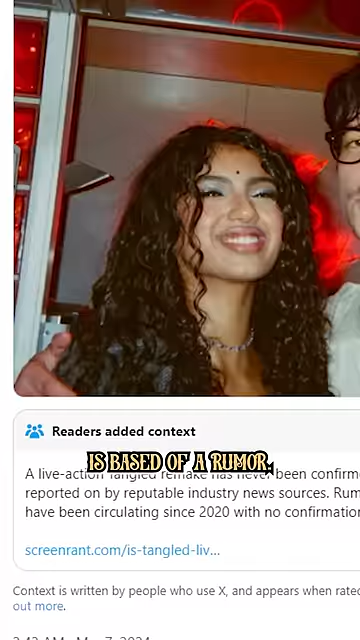 Readers added context
IS BASED OF A RUMOR.
A live-action Tangled remake has never been confirm
reported on by reputable industry news sources. Rum
have been circulating since 2020 with no confirmation
screenrant.com/is-tangled-liv...
Context is written by people who use X, and appears when rated
out more.
2024